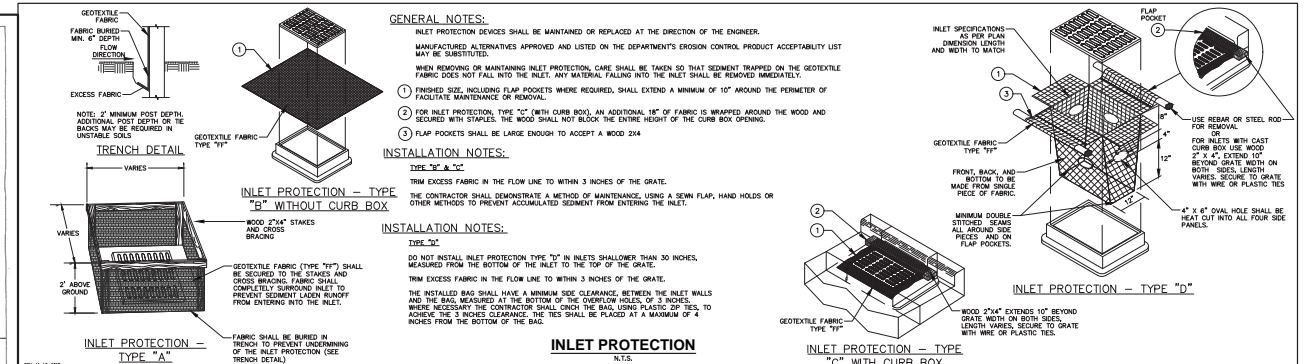 GEOTEXTILE
FABRIC
FABRIC BURIED
MIN. 6" DEPTH
FLOW
DIRECTION
EXCESS FABRIC
NOTE: 2' MINIMUM POST DEPTH.
ADDITIONAL POST DEPTH OR TIE
BACKS MAY BE REQUIRED IN
UNSTABLE SOILS
TRENCH DETAIL
VARIES
VARIES
2' ABOVE
GROUND
WOOD 2"X4" STAKES
AND CROSS
BRACING
GEOTEXTILE FABRIC (TYPE "FF") SHALL
BE SECURED TO THE STAKES AND
CROSS BRACING. FABRIC SHALL
COMPLETELY SURROUND INLET TO
PREVENT SEDIMENT LADEN RUNOFF
FROM ENTERING INTO THE INLET.
FABRIC SHALL BE BURIED IN
TRENCH TO PREVENT UNDERMINING
OF THE INLET PROTECTION (SEE
TRENCH DETAIL)
INLET PROTECTION –
TYPE "A"
1
GEOTEXTILE FABRIC
TYPE "FF"
INLET PROTECTION – TYPE
"B" WITHOUT CURB BOX
GENERAL NOTES:
INLET PROTECTION DEVICES SHALL BE MAINTAINED OR REPLACED AT THE DIRECTION OF THE ENGINEER.
MANUFACTURED ALTERNATIVES APPROVED AND LISTED ON THE DEPARTMENT'S EROSION CONTROL PRODUCT ACCEPTABILITY LIST
MAY BE SUBSTITUTED.
WHEN REMOVING OR MAINTAINING INLET PROTECTION, CARE SHALL BE TAKEN SO THAT SEDIMENT TRAPPED ON THE GEOTEXTILE
FABRIC DOES NOT FALL INTO THE INLET. ANY MATERIAL FALLING INTO THE INLET SHALL BE REMOVED IMMEDIATELY.
1 FINISHED SIZE, INCLUDING FLAP POCKETS WHERE REQUIRED, SHALL EXTEND A MINIMUM OF 10" AROUND THE PERIMETER OF
FACILITATE MAINTENANCE OR REMOVAL.
2 FOR INLET PROTECTION, TYPE "C" (WITH CURB BOX), AN ADDITIONAL 18" OF FABRIC IS WRAPPED AROUND THE WOOD AND
SECURED WITH STAPLES. THE WOOD SHALL NOT BLOCK THE ENTIRE HEIGHT OF THE CURB BOX OPENING.
3 FLAP POCKETS SHALL BE LARGE ENOUGH TO ACCEPT A WOOD 2X4
INSTALLATION NOTES:
TYPE "B" & "C"
TRIM EXCESS FABRIC IN THE FLOW LINE TO WITHIN 3 INCHES OF THE GRATE.
THE CONTRACTOR SHALL DEMONSTRATE A METHOD OF MAINTENANCE, USING A SEWN FLAP, HAND HOLDS OR
OTHER METHODS TO PREVENT ACCUMULATED SEDIMENT FROM ENTERING THE INLET.
INSTALLATION NOTES:
TYPE "D"
DO NOT INSTALL INLET PROTECTION TYPE "D" IN INLETS SHALLOWER THAN 30 INCHES,
MEASURED FROM THE BOTTOM OF THE INLET TO THE TOP OF THE GRATE.
TRIM EXCESS FABRIC IN THE FLOW LINE TO WITHIN 3 INCHES OF THE GRATE.
THE INSTALLED BAG SHALL HAVE A MINIMUM SIDE CLEARANCE, BETWEEN THE INLET WALLS
AND THE BAG, MEASURED AT THE BOTTOM OF THE OVERFLOW HOLES, OF 3 INCHES.
WHERE NECESSARY THE CONTRACTOR SHALL CINCH THE BAG, USING PLASTIC ZIP TIES, TO
ACHIEVE THE 3 INCHES CLEARANCE. THE TIES SHALL BE PLACED AT A MAXIMUM OF 4
INCHES FROM THE BOTTOM OF THE BAG.
INLET PROTECTION
N.T.S.
2
1
GEOTEXTILE FABRIC
TYPE "FF"
WOOD 2"X4" EXTENDS 10" BEYOND
GRATE WIDTH ON BOTH SIDES,
LENGTH VARIES, SECURE TO GRATE
WITH WIRE OR PLASTIC TIES.
INLET PROTECTION – TYPE
"C" WITH CURB BOX
INLET SPECIFICATIONS
AS PER PLAN
DIMENSION LENGTH
AND WIDTH TO MATCH
1
3
GEOTEXTILE FABRIC
TYPE "FF"
FRONT, BACK, AND
BOTTOM TO BE
MADE FROM SINGLE
PIECE OF FABRIC.
MINIMUM DOUBLE
STITCHED SEAMS
ALL AROUND SIDE
PIECES AND ON
FLAP POCKETS.
FLAP
POCKET
2
USE REBAR OR STEEL ROD
FOR REMOVAL
OR
FOR INLETS WITH CAST
CURB BOX USE WOOD
2" X 4", EXTEND 10"
BEYOND GRATE WIDTH ON
BOTH SIDES, LENGTH
VARIES. SECURE TO GRATE
WITH WIRE OR PLASTIC TIES
8"
4"
12"
12"
4" X 6" OVAL HOLE SHALL BE
HEAT CUT INTO ALL FOUR SIDE
PANELS.
INLET PROTECTION – TYPE "D"